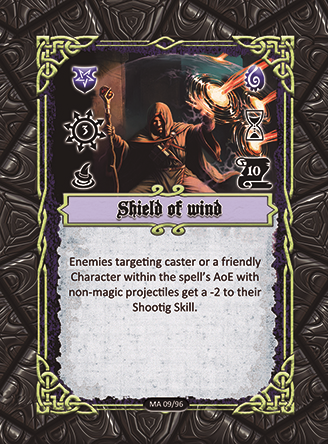 3
10
Shield of wind
Enemies targeting caster or a friendly
Character within the spell's AoE with
non-magic projectiles get a -2 to their
Shootig Skill.
MA 09/96